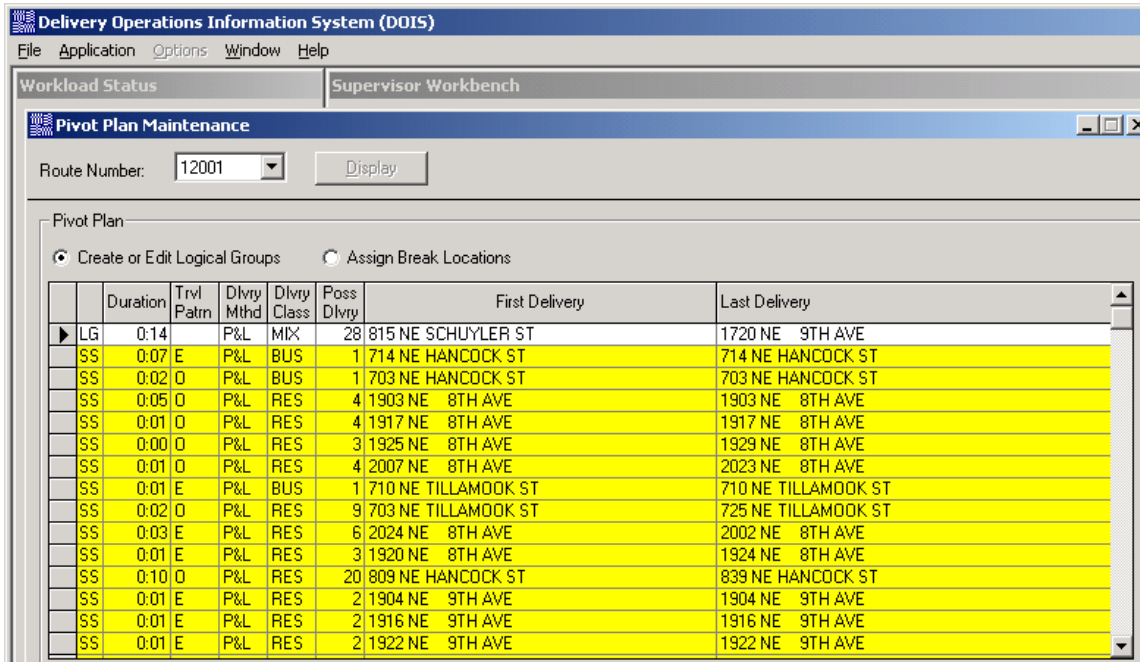 Delivery Operations Information System (DOIS)
File Application Options Window Help
Workload Status Supervisor Workbench
Pivot Plan Maintenance
Route Number: 12001 Display
Pivot Plan
Create or Edit Logical Groups Assign Break Locations
Duration Trvl Patrn Dlvry Mthd Dlvry Class Poss Dlvry First Delivery Last Delivery
LG 0:14 P&L MIX 28 815 NE SCHUYLER ST 1720 NE 9TH AVE
SS 0:07 E P&L BUS 1 714 NE HANCOCK ST 714 NE HANCOCK ST
SS 0:02 O P&L BUS 1 703 NE HANCOCK ST 703 NE HANCOCK ST
SS 0:05 O P&L RES 4 1903 NE 8TH AVE 1903 NE 8TH AVE
SS 0:01 O P&L RES 4 1917 NE 8TH AVE 1917 NE 8TH AVE
SS 0:00 O P&L RES 3 1925 NE 8TH AVE 1929 NE 8TH AVE
SS 0:01 O P&L RES 4 2007 NE 8TH AVE 2023 NE 8TH AVE
SS 0:01 E P&L BUS 1 710 NE TILLAMOOK ST 710 NE TILLAMOOK ST
SS 0:02 O P&L RES 9 703 NE TILLAMOOK ST 725 NE TILLAMOOK ST
SS 0:03 E P&L RES 6 2024 NE 8TH AVE 2002 NE 8TH AVE
SS 0:01 E P&L RES 3 1920 NE 8TH AVE 1924 NE 8TH AVE
SS 0:10 O P&L RES 20 809 NE HANCOCK ST 839 NE HANCOCK ST
SS 0:01 E P&L RES 2 1904 NE 9TH AVE 1904 NE 9TH AVE
SS 0:01 E P&L RES 2 1916 NE 9TH AVE 1916 NE 9TH AVE
SS 0:01 E P&L RES 2 1922 NE 9TH AVE 1922 NE 9TH AVE